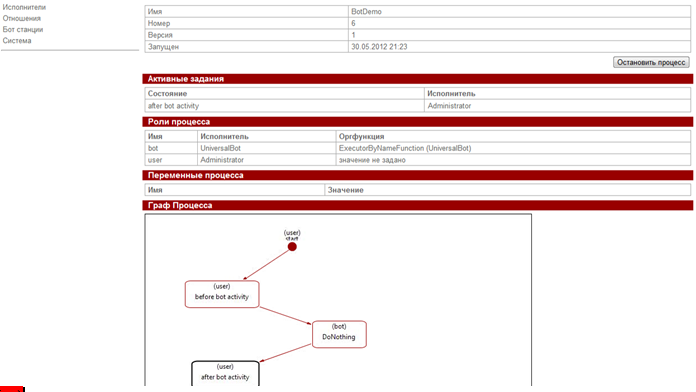 Исполнители
Отношения
Бот станции
Система
Имя BotDemo
Номер 6
Версия 1
Запущен 30.05.2012 21:23
Остановить процесс
Активные задания
Состояние Исполнитель
after bot activity Administrator
Роли процесса
Имя Исполнитель Оргфункция
bot UniversalBot ExecutorByNameFunction (UniversalBot)
user Administrator значение не задано
Переменные процесса
Имя Значение
Граф Процесса
(user)
start
(user)
before bot activity
(bot)
DoNothing
(user)
after bot activity